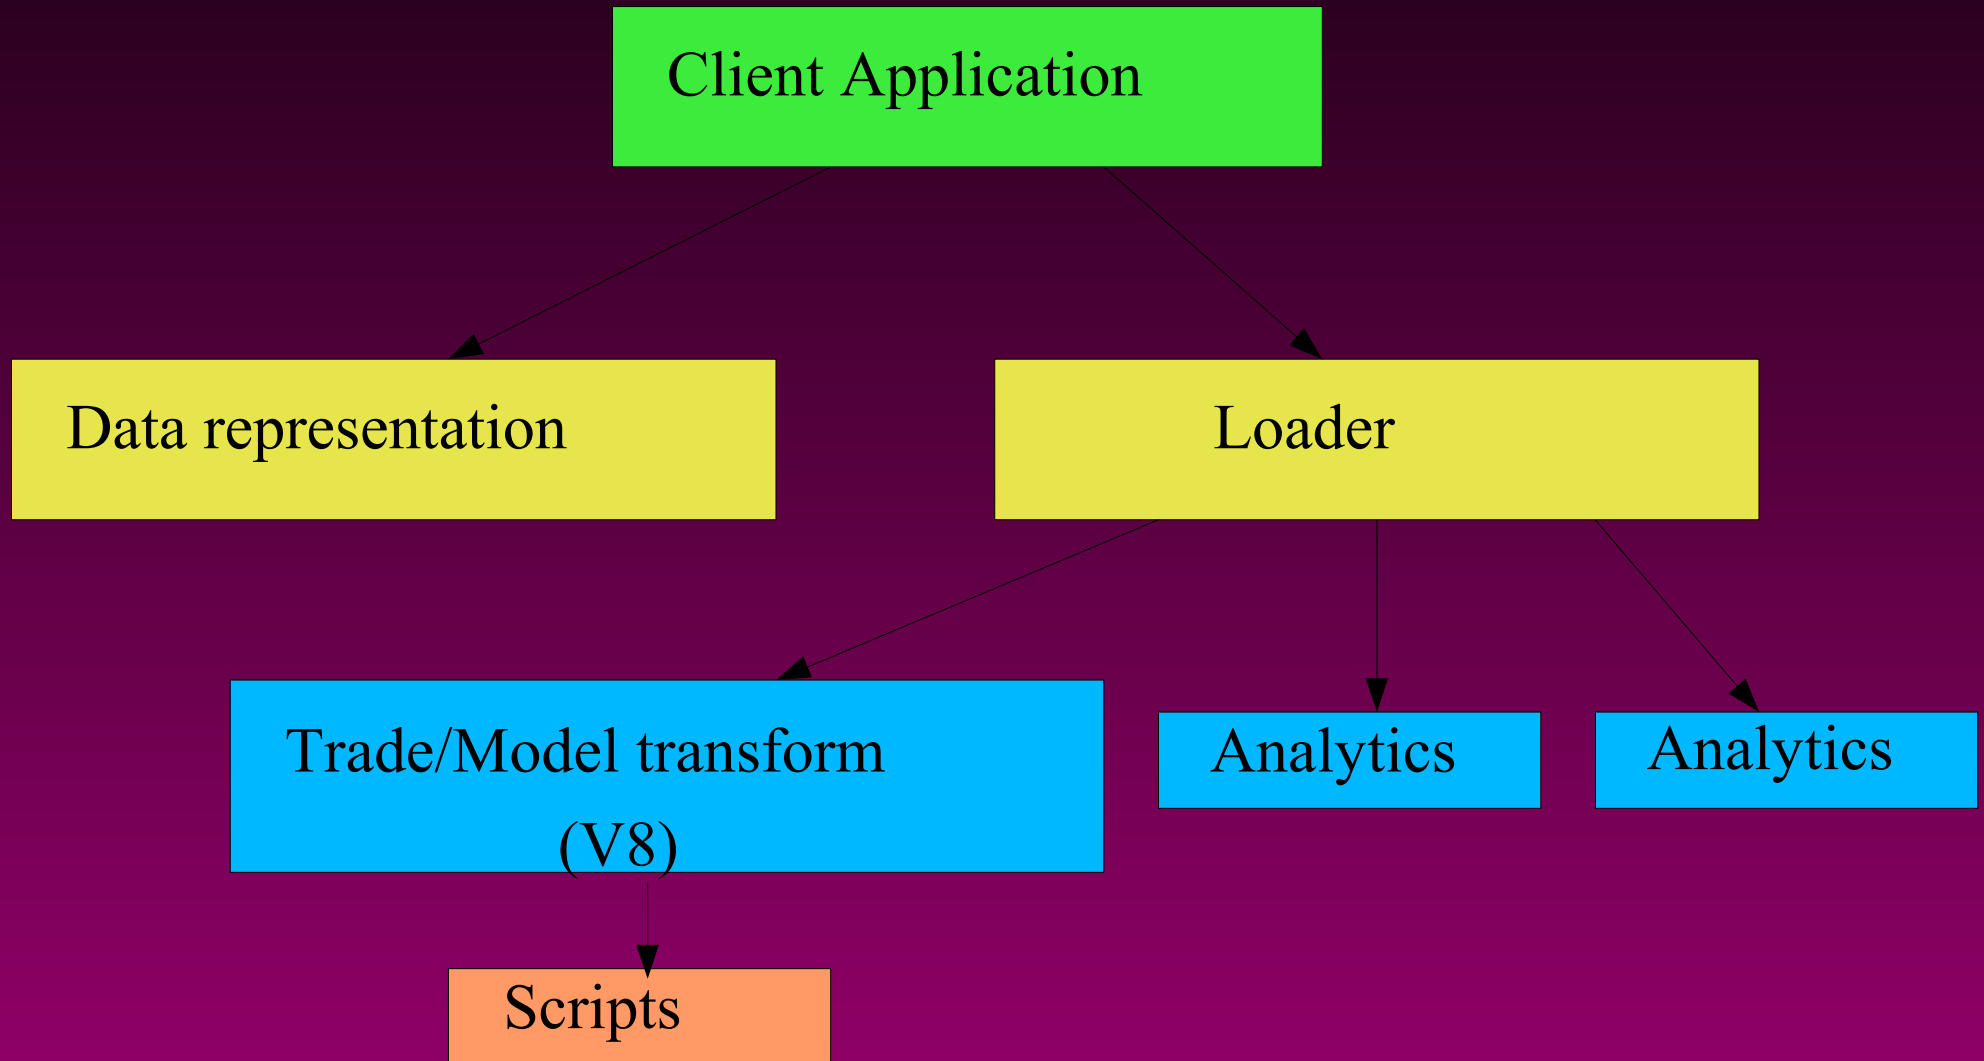 Client Application
Data representation
Loader
Trade/Model transform
(V8)
Analytics
Analytics
Scripts